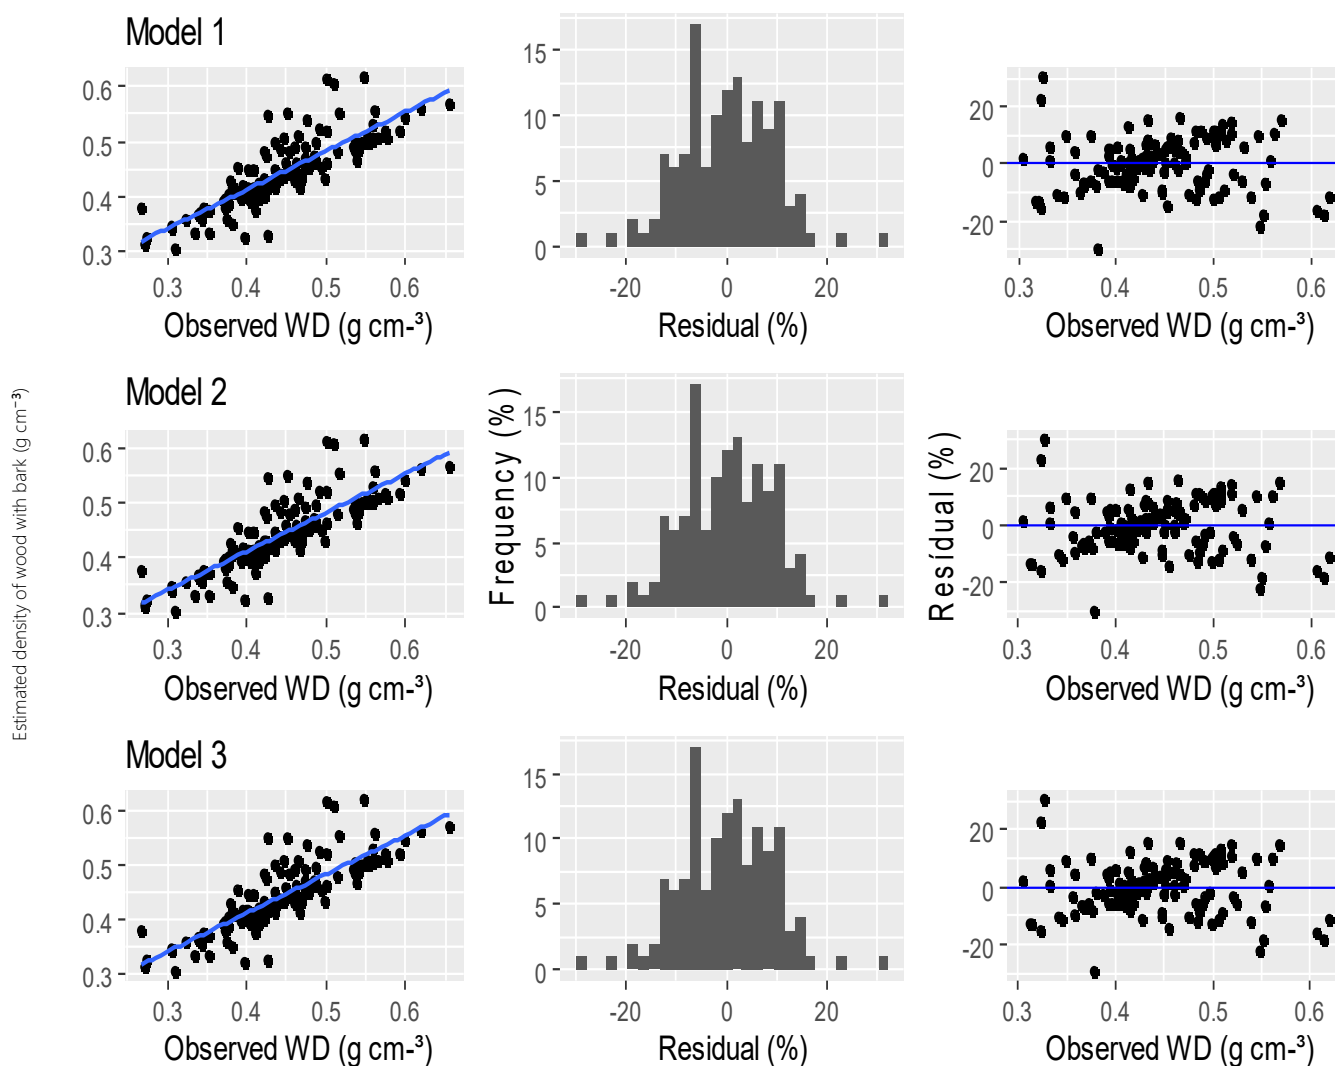 Model 1
0.6
0.5
0.4
0.3
0.3 0.4 0.5 0.6
Observed WD (g cm-³)
15
10
5
0
-20 0 20
Residual (%)
20
0
-20
0.3 0.4 0.5 0.6
Observed WD (g cm-³)
Estimated density of wood with bark (g cm⁻³)
Model 2
0.6
0.5
0.4
0.3
0.3 0.4 0.5 0.6
Observed WD (g cm-³)
Frequency (%)
15
10
5
0
-20 0 20
Residual (%)
Resídual (%)
20
0
-20
0.3 0.4 0.5 0.6
Observed WD (g cm-³)
Model 3
0.6
0.5
0.4
0.3
0.3 0.4 0.5 0.6
Observed WD (g cm-³)
15
10
5
0
-20 0 20
Residual (%)
20
0
-20
0.3 0.4 0.5 0.6
Observed WD (g cm-³)